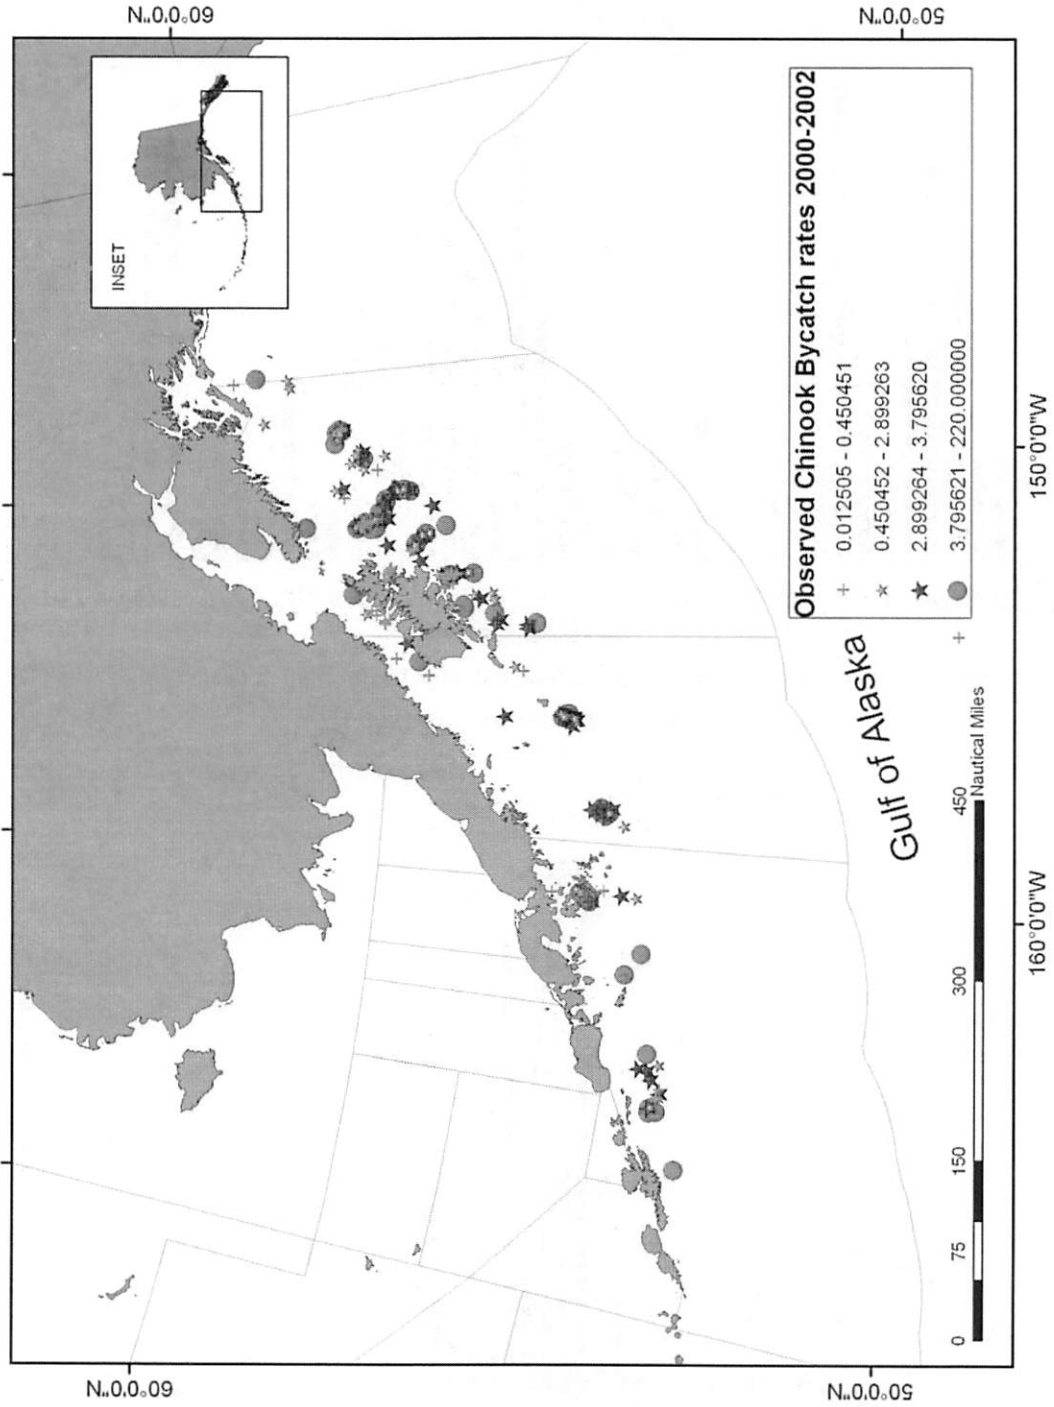 60°0'0"N
50°0'0"N
INSET
Observed Chinook Bycatch rates 2000-2002
0.012505 - 0.450451
0.450452 - 2.899263
2.899264 - 3.795620
3.795621 - 220.000000
Gulf of Alaska
0 75 150 300 450
Nautical Miles
160°0'0"W
150°0'0"W
60°0'0"N
50°0'0"N